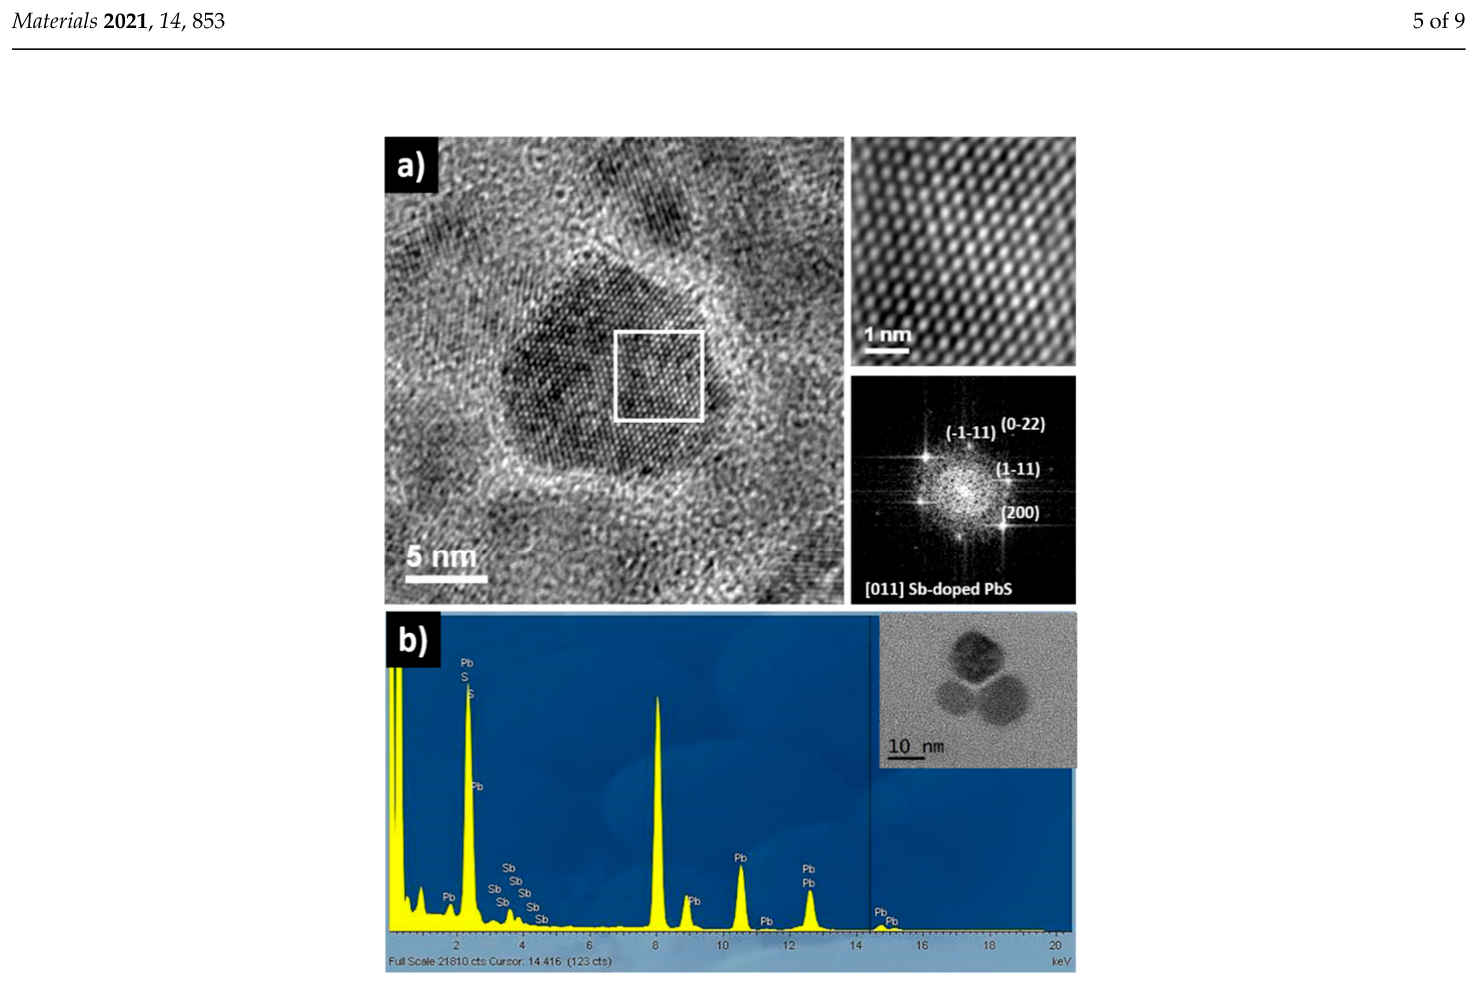 Materials 2021, 14, 853
5 of 9
a)
5 nm
1 nm
(-1-11)
(0-22)
(1-11)
(200)
[011] Sb-doped PbS
b)
10 nm
Pb
S
S
Pb
Pb
Sb
Sb
Sb
Sb
Sb
Sb
Sb
Pb
Pb
Pb
Pb
Pb
Pb
Pb
2 4 6 8 10 12 14 16 18 20
Full Scale 21810 cts Cursor: 14.416 (123 cts)
keV